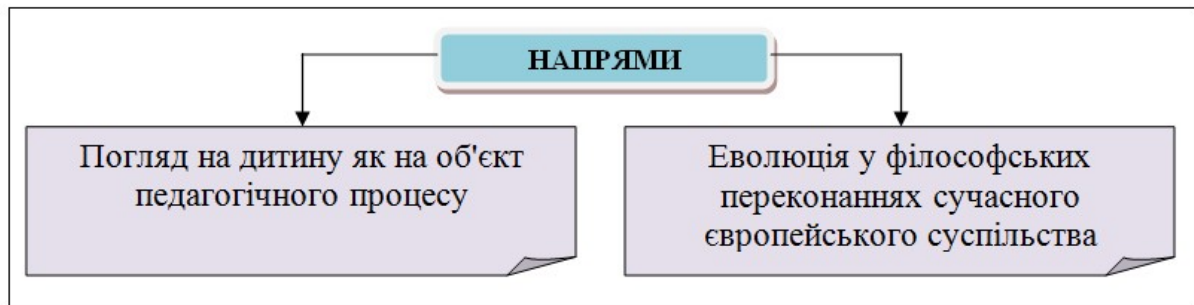 НАПРЯМИ
Погляд на дитину як на об'єкт
педагогічного процесу
Еволюція у філософських
переконаннях сучасного
європейського суспільства